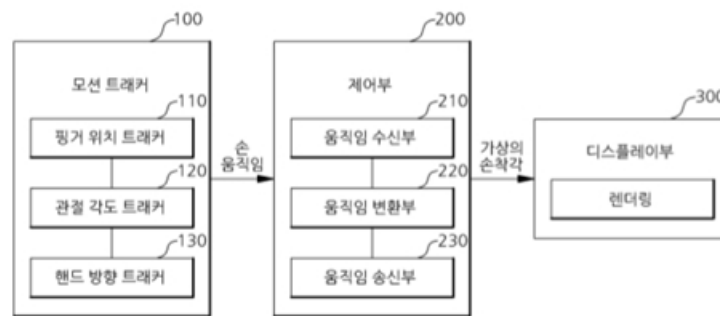 100
모션 트래커
110
핑거 위치 트래커
120
관절 각도 트래커
130
핸드 방향 트래커
손
움직임
200
제어부
210
움직임 수신부
220
움직임 변환부
230
움직임 송신부
가상의
손착각
300
디스플레이부
렌더링